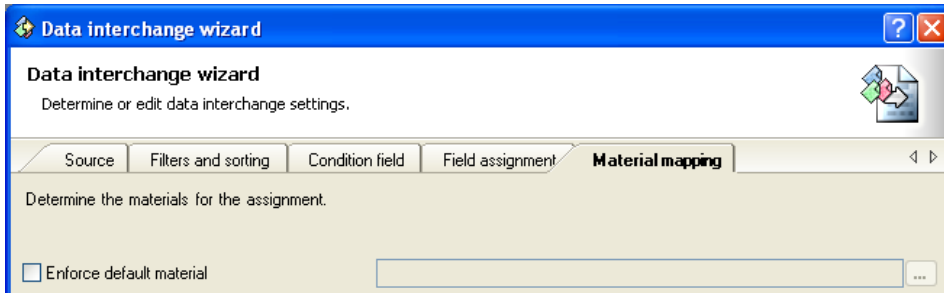 Data interchange wizard
Data interchange wizard
Determine or edit data interchange settings.
Source Filters and sorting Condition field Field assignment Material mapping
Determine the materials for the assignment.
Enforce default material ...